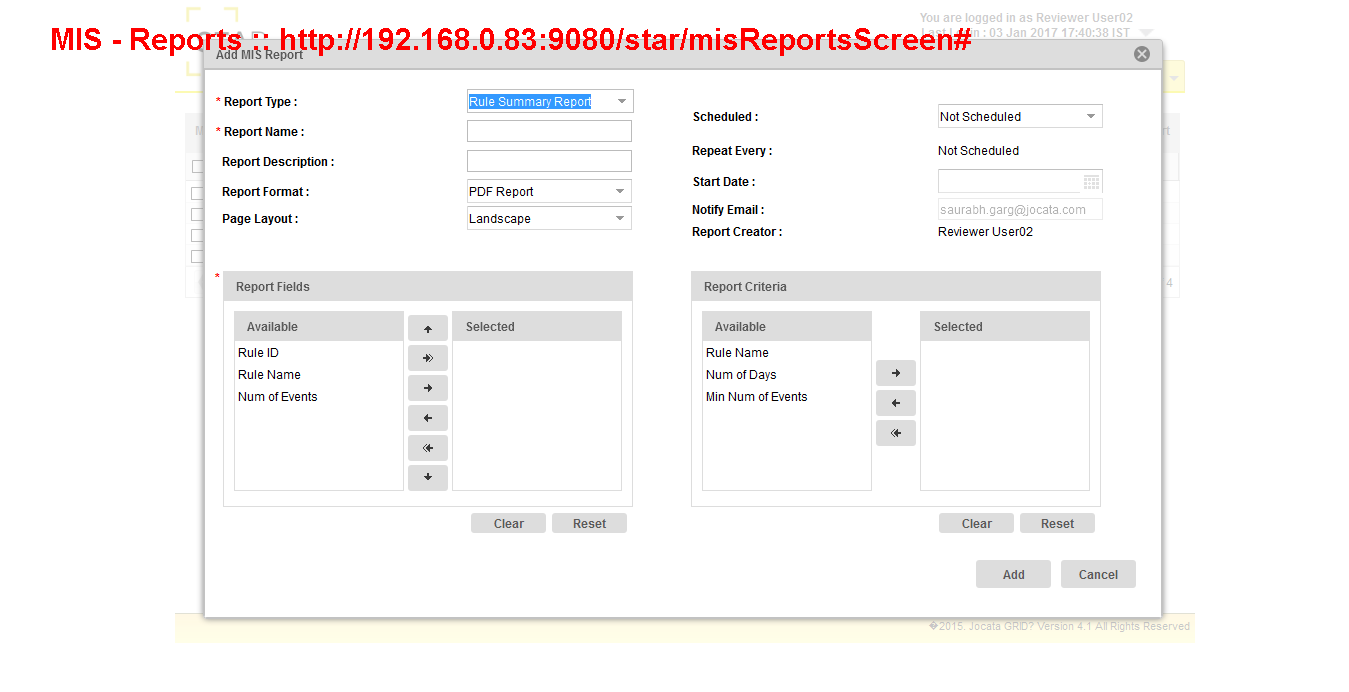 You are logged in as Reviewer User02
MIS - Reports :: http://192.168.0.83:9080/star/misReportsScreen#
: 03 Jan 2017 17:40:38 IST
Add MIS Report
* Report Type :
Rule Summary Report
* Report Name :
Report Description :
Report Format :
PDF Report
Page Layout :
Landscape
Scheduled :
Not Scheduled
Repeat Every :
Not Scheduled
Start Date :
Notify Email :
saurabh.garg@jocata.com
Report Creator :
Reviewer User02
*
Report Fields
Available
Selected
Rule ID
Rule Name
Num of Events
Clear
Reset
Report Criteria
Available
Selected
Rule Name
Num of Days
Min Num of Events
Clear
Reset
4
Add
Cancel
�2015. Jocata GRID? Version 4.1 All Rights Reserved